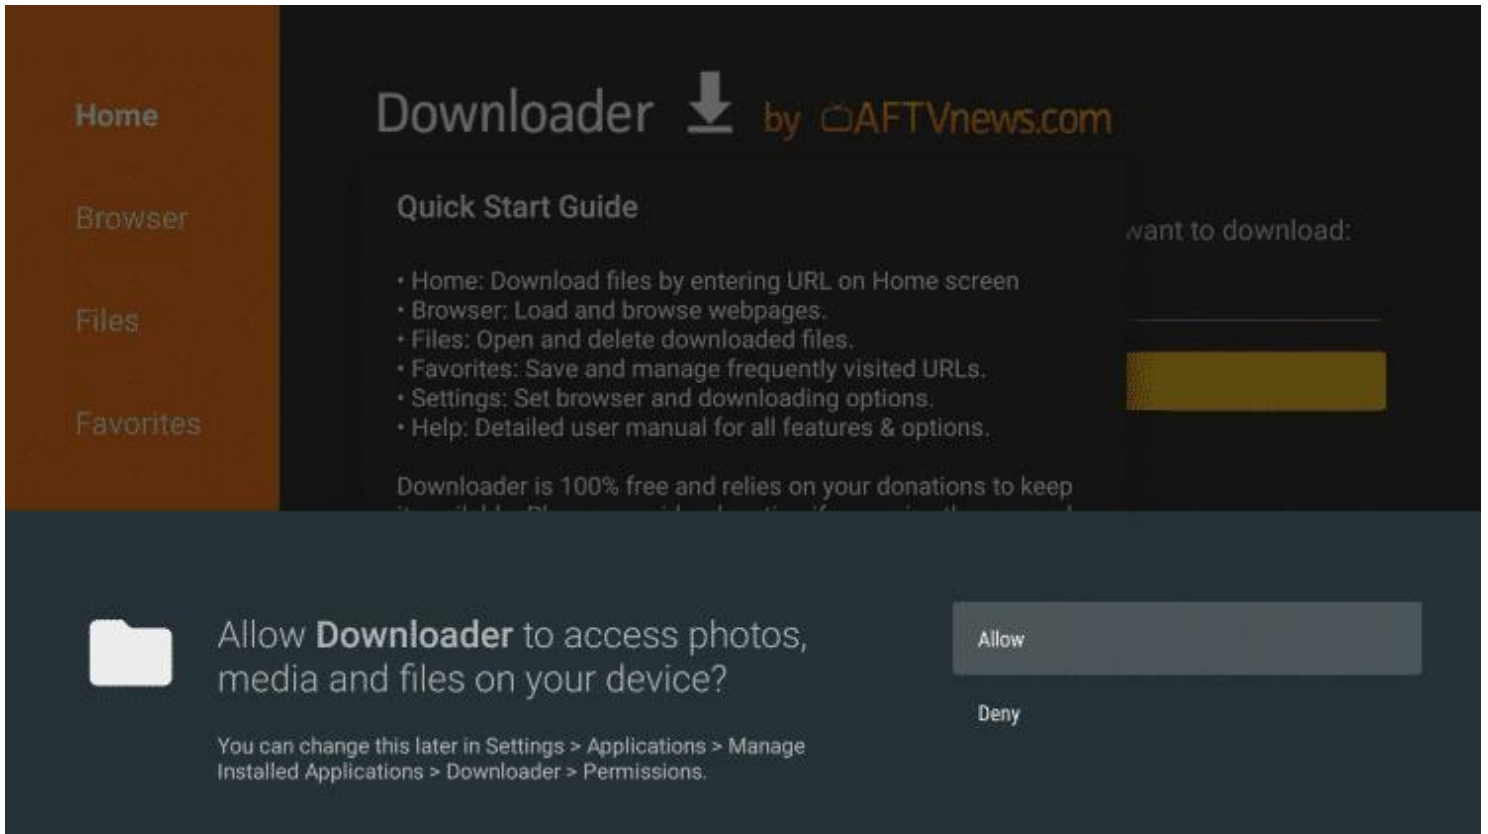 Home
Browser
Files
Favorites
Downloader by AFTVnews.com
Quick Start Guide
want to download:
• Home: Download files by entering URL on Home screen
• Browser: Load and browse webpages.
• Files: Open and delete downloaded files.
• Favorites: Save and manage frequently visited URLs.
• Settings: Set browser and downloading options.
• Help: Detailed user manual for all features & options.
Downloader is 100% free and relies on your donations to keep
Allow Downloader to access photos,
media and files on your device?
You can change this later in Settings > Applications > Manage
Installed Applications > Downloader > Permissions.
Allow
Deny